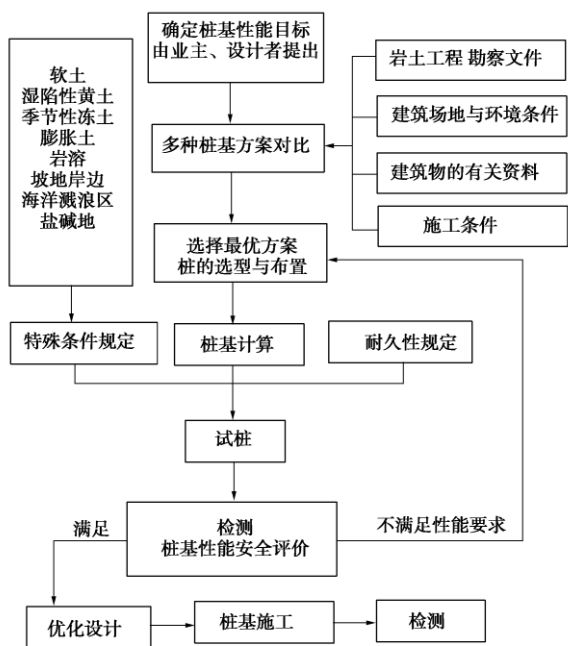 确定桩基性能目标
由业主、设计者提出
软土
湿陷性黄土
季节性冻土
膨胀土
岩溶
坡地岸边
海洋溅浪区
盐碱地
多种桩基方案对比
岩土工程 勘察文件
建筑场地与环境条件
建筑物的有关资料
施工条件
选择最优方案
桩的选型与布置
特殊条件规定
桩基计算
耐久性规定
试桩
满足
检测
桩基性能安全评价
不满足性能要求
优化设计
桩基施工
检测